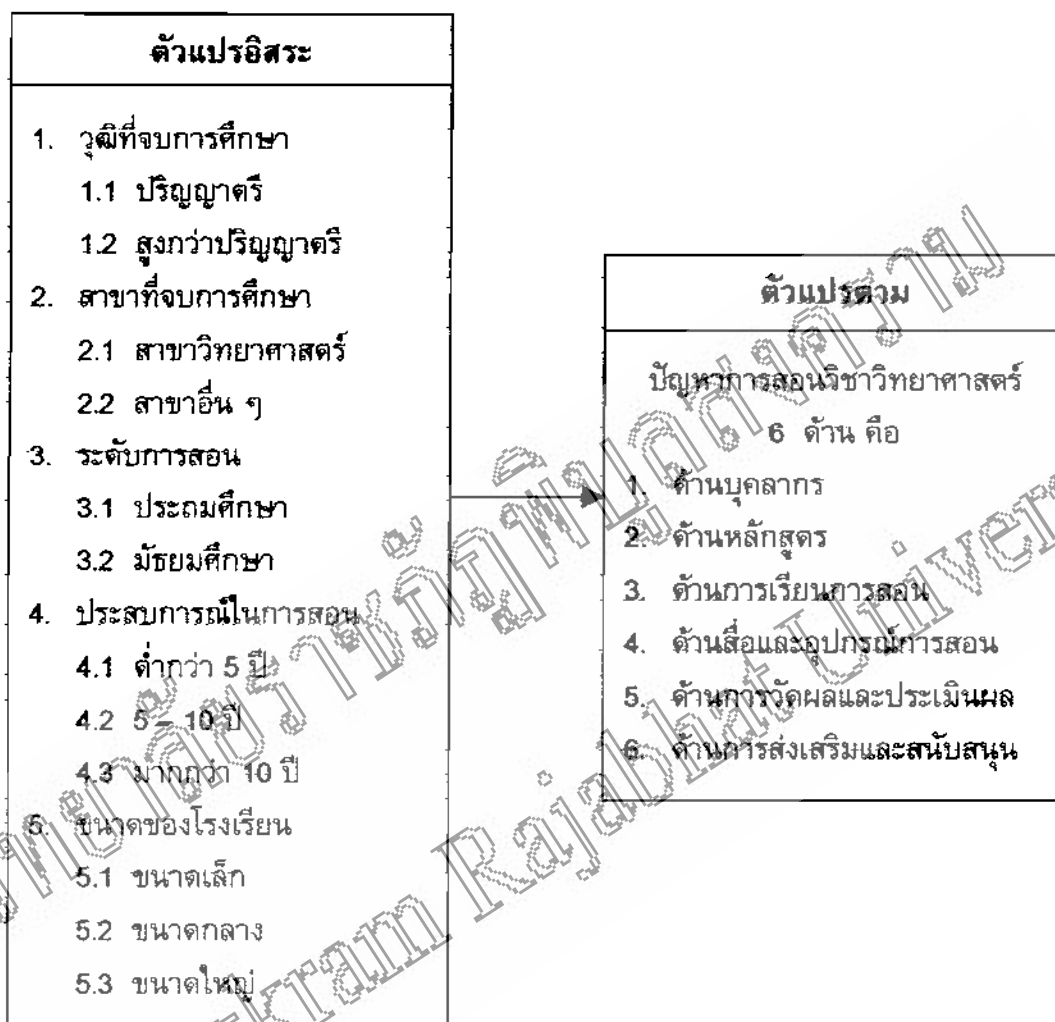 ตัวแปรอิสระ
1. วุฒิที่จบการศึกษา
1.1 ปริญญาตรี
1.2 สูงกว่าปริญญาตรี
2. สาขาที่จบการศึกษา
2.1 สาขาวิทยาศาสตร์
2.2 สาขาอื่น ๆ
3. ระดับการสอน
3.1 ประถมศึกษา
3.2 มัธยมศึกษา
4. ประสบการณ์ในการสอน
4.1 ต่ำกว่า 5 ปี
4.2 5 – 10 ปี
4.3 มากกว่า 10 ปี
5. ขนาดของโรงเรียน
5.1 ขนาดเล็ก
5.2 ขนาดกลาง
5.3 ขนาดใหญ่
ตัวแปรตาม
ปัญหาการสอนวิชาวิทยาศาสตร์
6 ด้าน คือ
1. ด้านบุคลากร
2. ด้านหลักสูตร
3. ด้านการเรียนการสอน
4. ด้านสื่อและอุปกรณ์การสอน
5. ด้านการวัดผลและประเมินผล
6. ด้านการส่งเสริมและสนับสนุน
ราชภัฏพิบูลสงคราม
Rajabhat